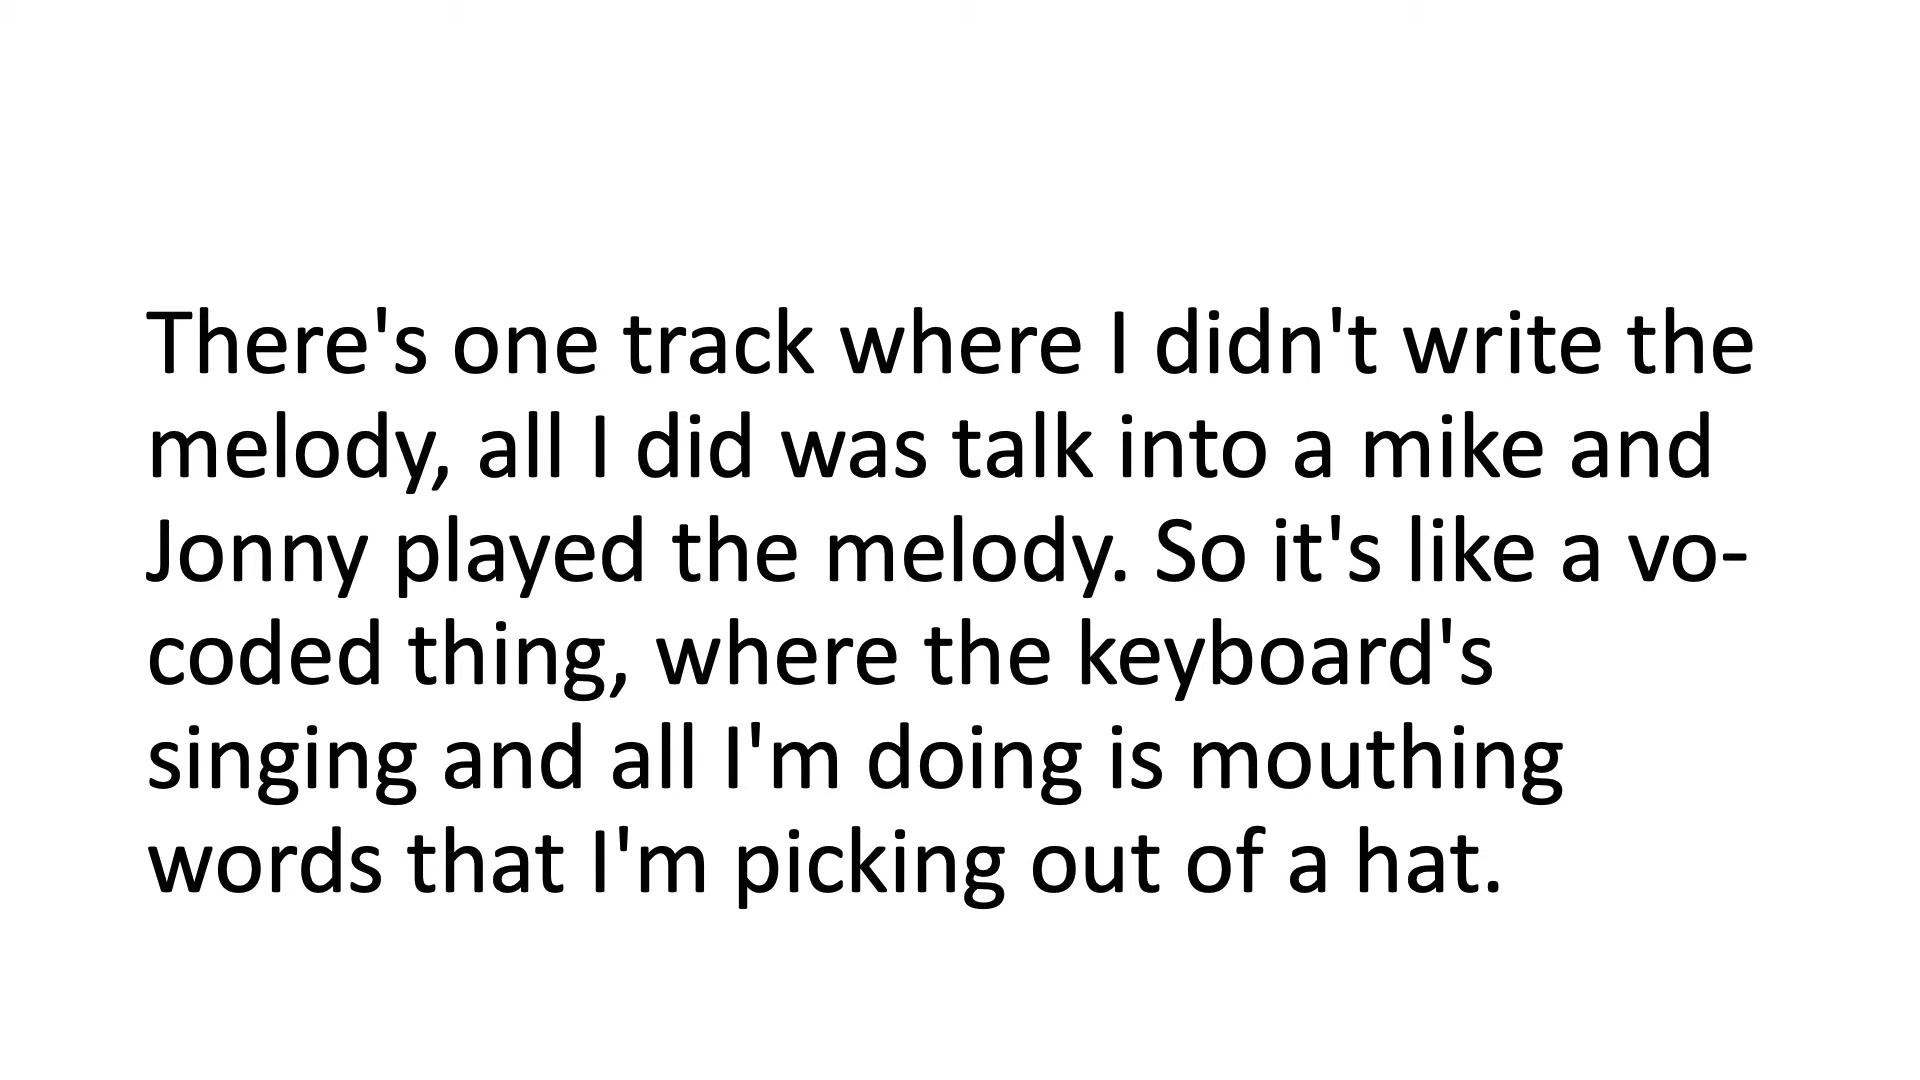 There's one track where I didn't write the
melody, all I did was talk into a mike and
Jonny played the melody. So it's like a vo-
coded thing, where the keyboard's
singing and all I'm doing is mouthing
words that I'm picking out of a hat.